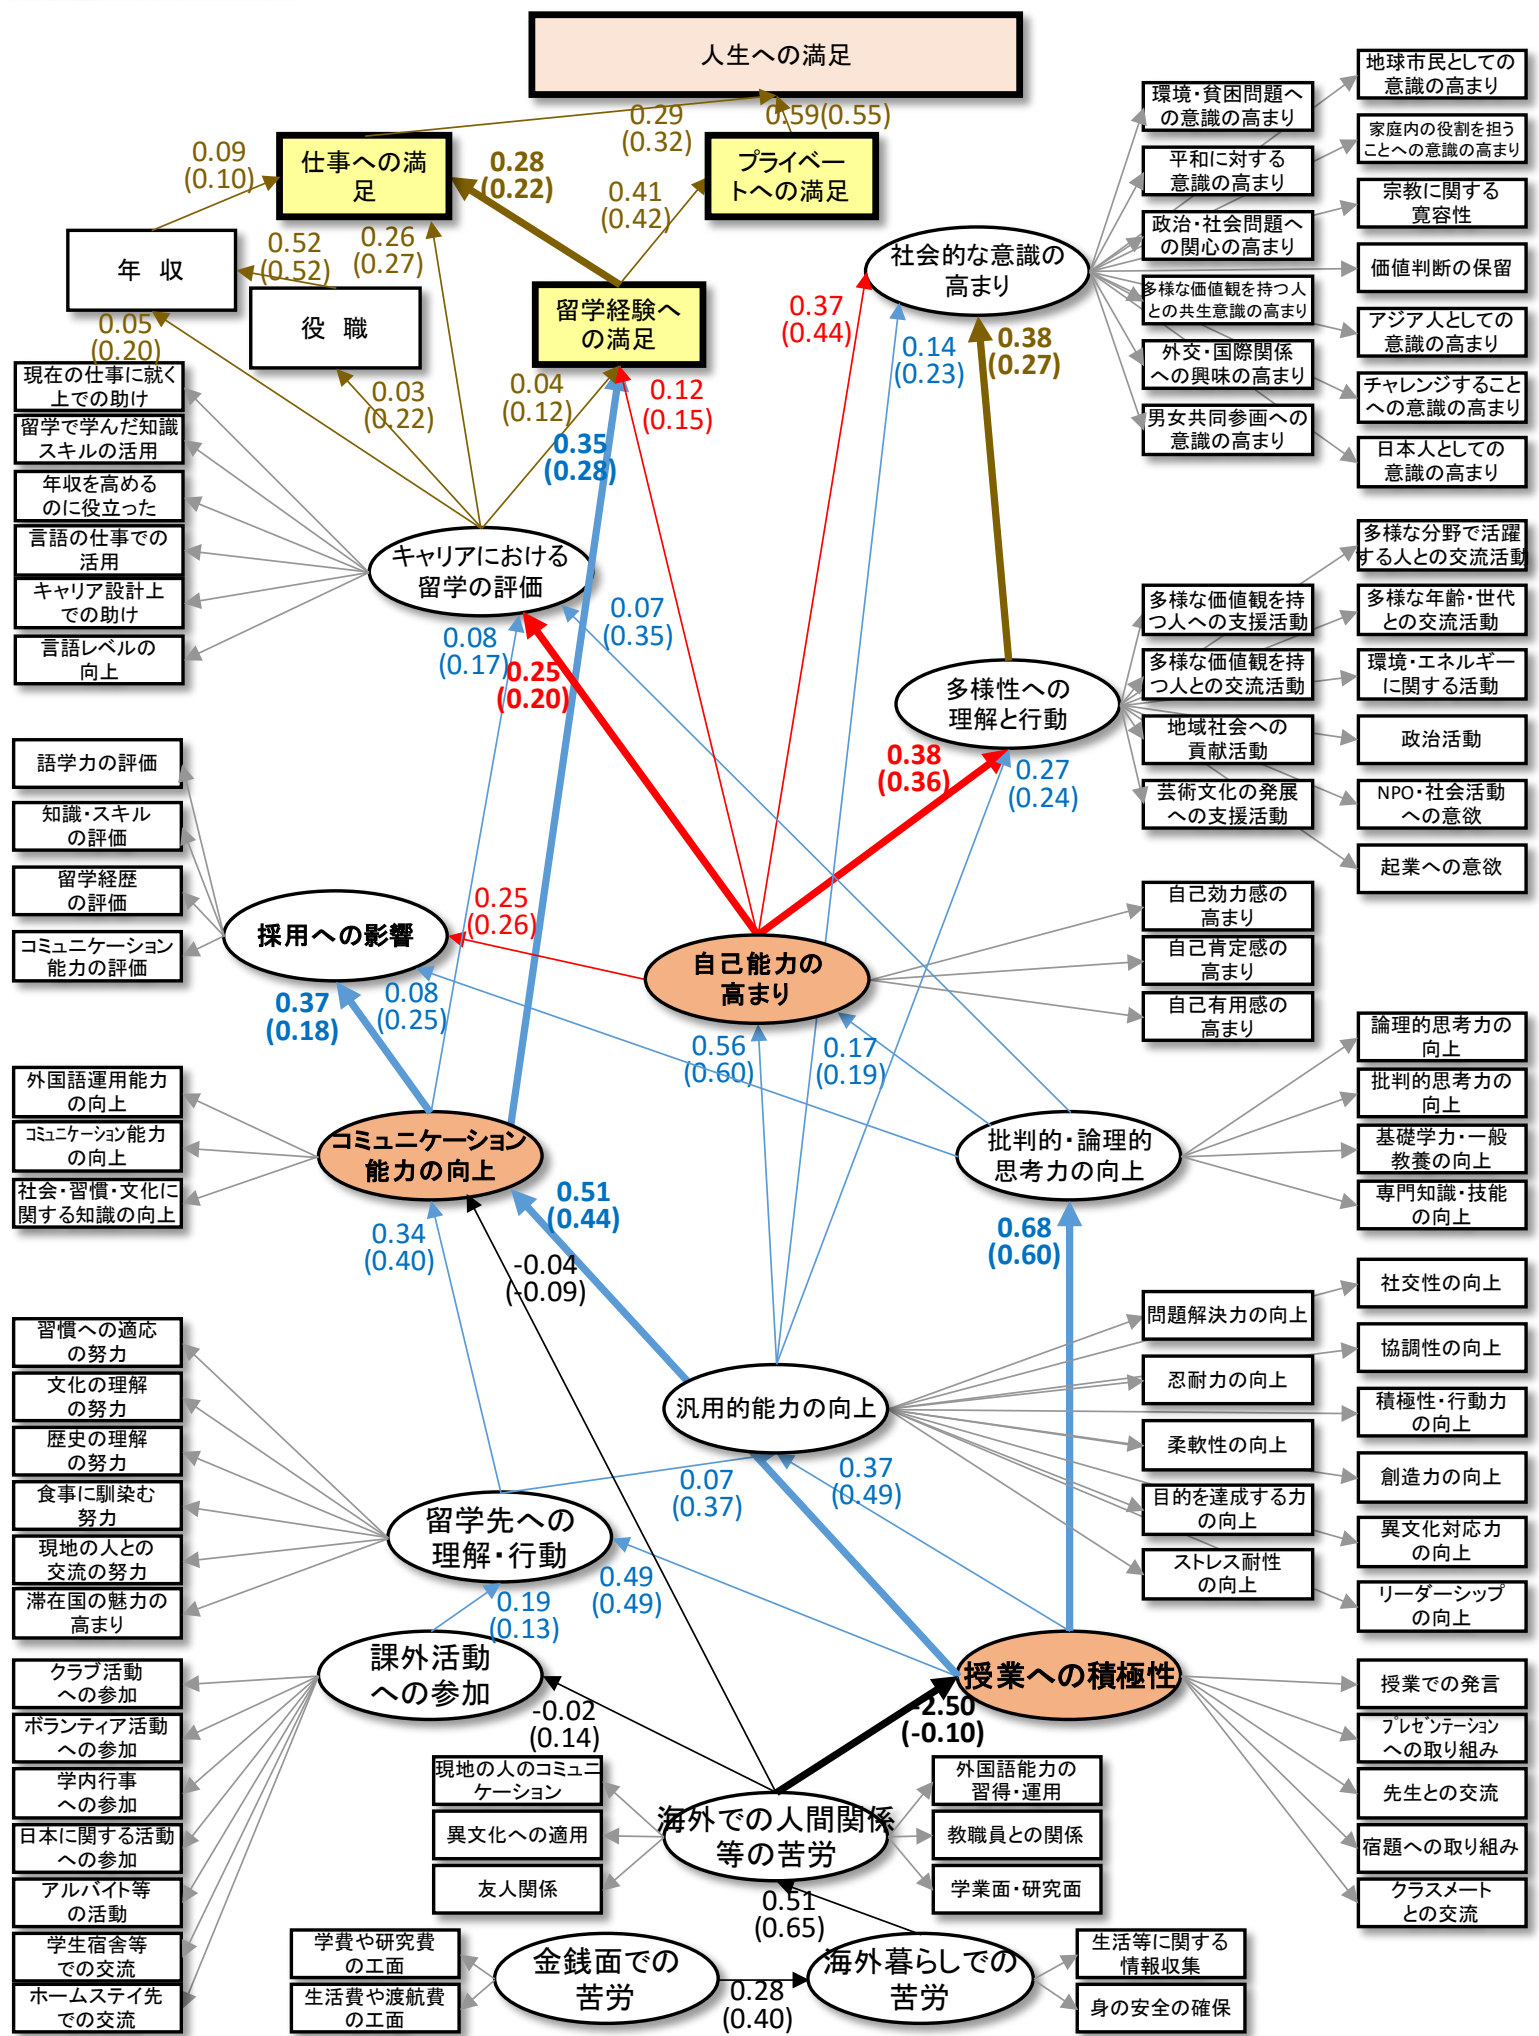 人生への満足
0.29
(0.32)
0.59(0.55)
仕事への満
足
プライベー
トへの満足
0.09
(0.10)
0.28
(0.22)
0.41
(0.42)
0.26
(0.27)
0.52
(0.52)
年 収
役 職
留学経験へ
の満足
0.05
(0.20)
0.03
(0.22)
0.04
(0.12)
0.35
(0.28)
0.12
(0.15)
0.37
(0.44)
0.14
(0.23)
0.38
(0.27)
社会的な意識の
高まり
環境・貧困問題へ
の意識の高まり
平和に対する
意識の高まり
政治・社会問題へ
の関心の高まり
多様な価値観を持つ人
との共生意識の高まり
外交・国際関係
への興味の高まり
男女共同参画への
意識の高まり
地球市民としての
意識の高まり
家庭内の役割を担う
ことへの意識の高まり
宗教に関する
寛容性
価値判断の保留
アジア人としての
意識の高まり
チャレンジすること
への意識の高まり
日本人としての
意識の高まり
現在の仕事に就く
上での助け
留学で学んだ知識
スキルの活用
年収を高める
のに役立った
言語の仕事での
活用
キャリア設計上
での助け
言語レベルの
向上
キャリアにおける
留学の評価
0.08
(0.17)
0.25
(0.20)
0.07
(0.35)
多様性への
理解と行動
0.38
(0.36)
0.27
(0.24)
多様な価値観を持
つ人への支援活動
多様な価値観を持
つ人との交流活動
地域社会への
貢献活動
芸術文化の発展
への支援活動
多様な分野で活躍
する人との交流活動
多様な年齢・世代
との交流活動
環境・エネルギー
に関する活動
政治活動
NPO・社会活動
への意欲
起業への意欲
語学力の評価
知識・スキル
の評価
留学経歴
の評価
コミュニケーション
能力の評価
採用への影響
0.25
(0.26)
0.37
(0.18)
0.08
(0.25)
自己能力の
高まり
自己効力感の
高まり
自己肯定感の
高まり
自己有用感の
高まり
0.56
(0.60)
0.17
(0.19)
外国語運用能力
の向上
コミュニケーション能力
の向上
社会・習慣・文化に
関する知識の向上
コミュニケーション
能力の向上
批判的・論理的
思考力の向上
論理的思考力の
向上
批判的思考力の
向上
基礎学力・一般
教養の向上
専門知識・技能
の向上
0.34
(0.40)
0.51
(0.44)
-0.04
(-0.09)
0.68
(0.60)
汎用的能力の向上
問題解決力の向上
忍耐力の向上
柔軟性の向上
目的を達成する力
の向上
ストレス耐性
の向上
社交性の向上
協調性の向上
積極性・行動力
の向上
創造力の向上
異文化対応力
の向上
リーダーシップ
の向上
0.07
(0.37)
0.37
(0.49)
習慣への適応
の努力
文化の理解
の努力
歴史の理解
の努力
食事に馴染む
努力
現地の人との
交流の努力
滞在国の魅力の
高まり
留学先への
理解・行動
0.19
(0.13)
0.49
(0.49)
課外活動
への参加
クラブ活動
への参加
ボランティア活動
への参加
学内行事
への参加
日本に関する活動
への参加
アルバイト等
の活動
学生宿舎等
での交流
ホームステイ先
での交流
-0.02
(0.14)
授業への積極性
-2.50
(-0.10)
授業での発言
プレゼンテーション
への取り組み
先生との交流
宿題への取り組み
クラスメート
との交流
現地の人のコミュニ
ケーション
異文化への適用
友人関係
海外での人間関係
等の苦労
外国語能力の
習得・運用
教職員との関係
学業面・研究面
0.51
(0.65)
学費や研究費
の工面
生活費や渡航費
の工面
金銭面での
苦労
0.28
(0.40)
海外暮らしでの
苦労
生活等に関する
情報収集
身の安全の確保